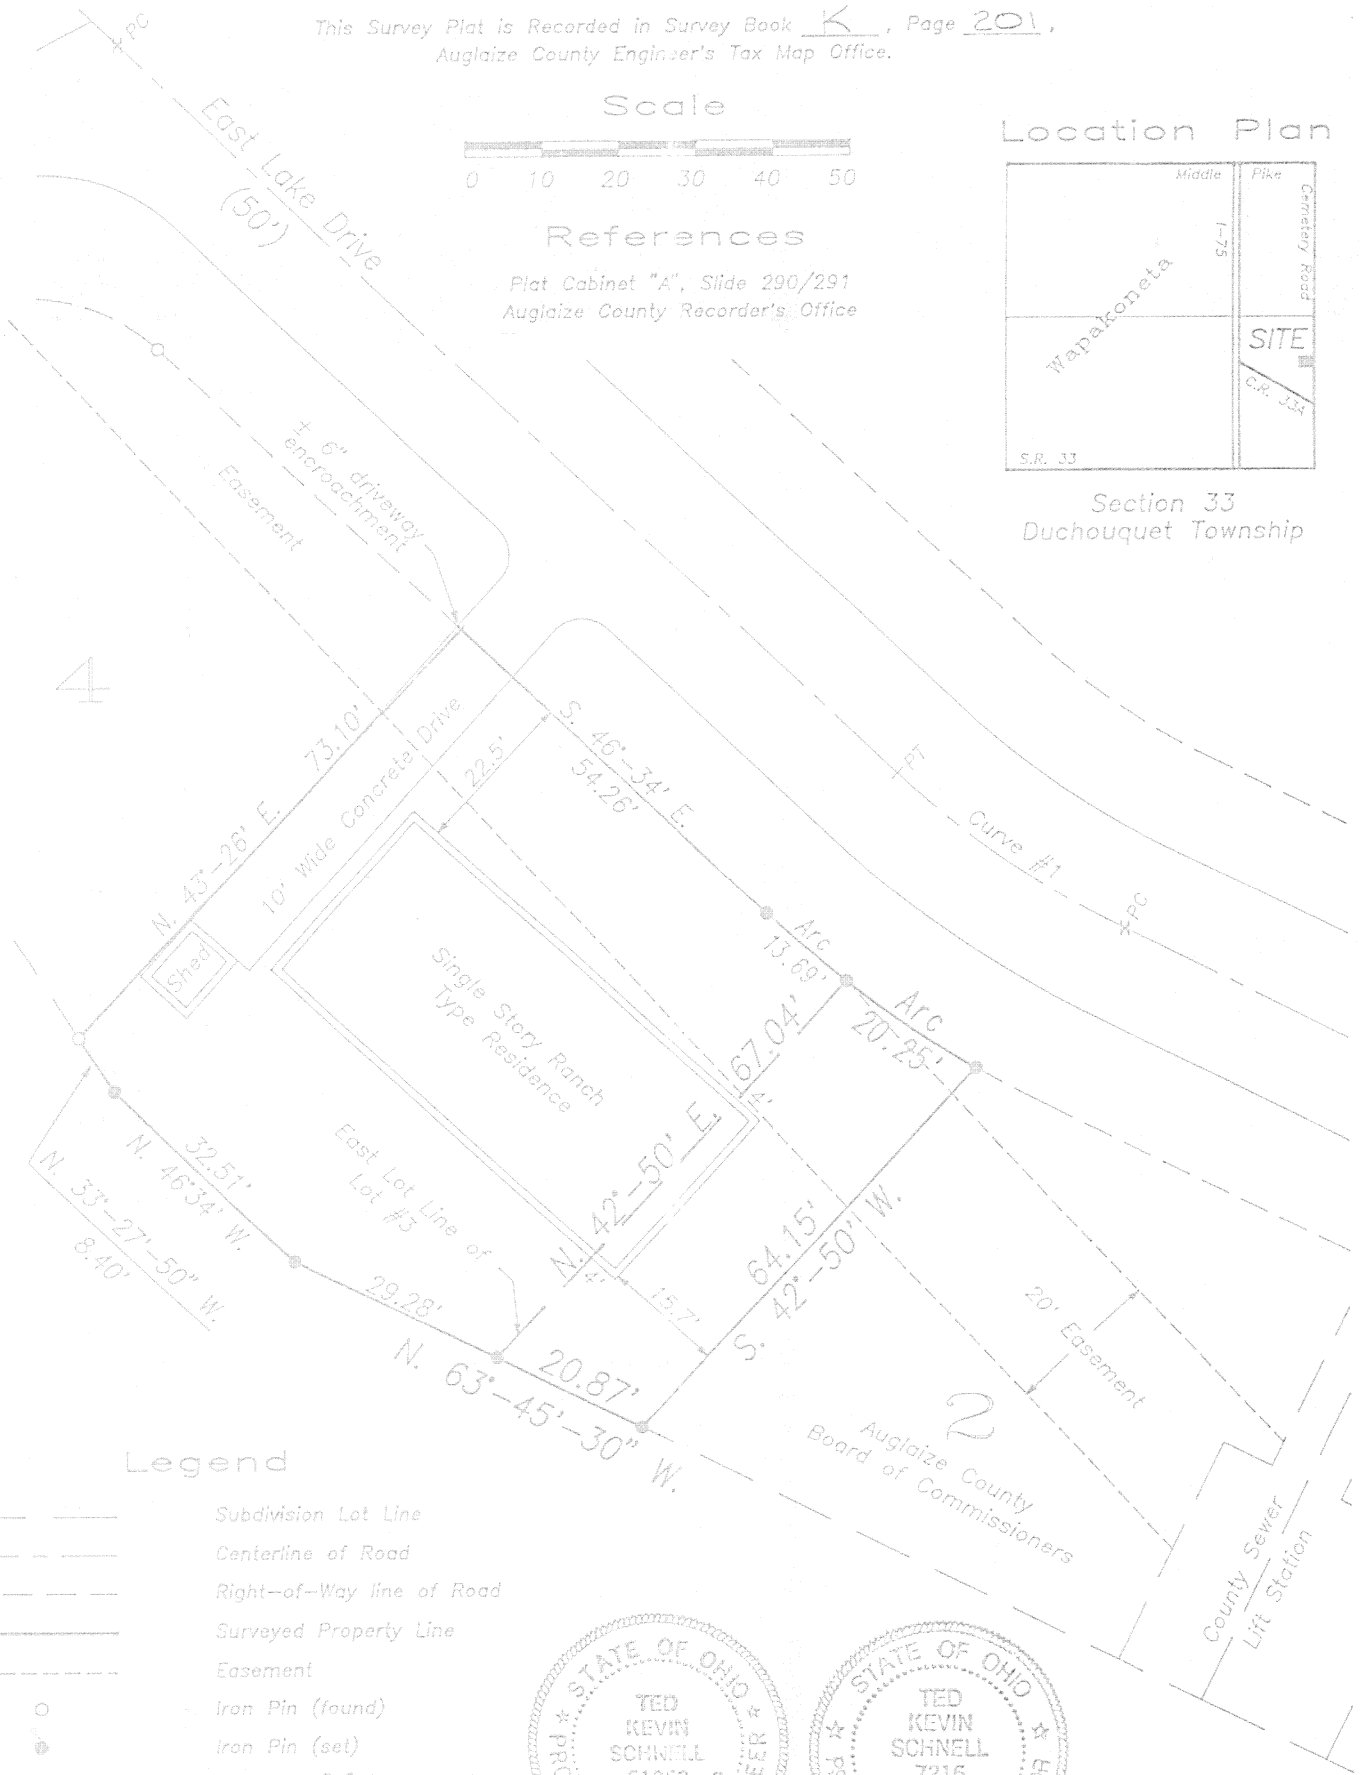 This Survey Plat is Recorded in Survey Book K, Page 201,
Auglaize County Engineer's Tax Map Office.
Scale
0 10 20 30 40 50
References
Plat Cabinet "A", Slide 290/291
Auglaize County Recorder's Office
Location Plan
Middle Pike
I-75
Cemetery Road
Wapakoneta
SITE
C.R. 33A
S.R. 33
Section 33
Duchouquet Township
PC
East Lake Drive
(50')
± 6" driveway
encroachment
Easement
4
N. 43°-26' E.
73.10'
10' Wide Concrete Drive
22.5'
S. 46°-34' E.
54.26'
PT
Curve #1
PC
Arc
13.69'
Arc
20.25'
Shed
Single Story Ranch
Type Residence
67.04'
N. 42°-50' E.
4'
East Lot Line of
Lot #3
32.51'
N. 46°34' W.
N. 33°-27'-50" W.
8.40'
29.28'
N. 63°-45'-30" W.
20.87'
4'
15.7'
64.15'
S. 42°-50' W.
20' Easement
2
Auglaize County
Board of Commissioners
County Sewer
Lift Station
Legend
Subdivision Lot Line
Centerline of Road
Right-of-Way line of Road
Surveyed Property Line
Easement
Iron Pin (found)
Iron Pin (set)
STATE OF OHIO
TED
KEVIN
SCHNELL
STATE OF OHIO
TED
KEVIN
SCHNELL
7216